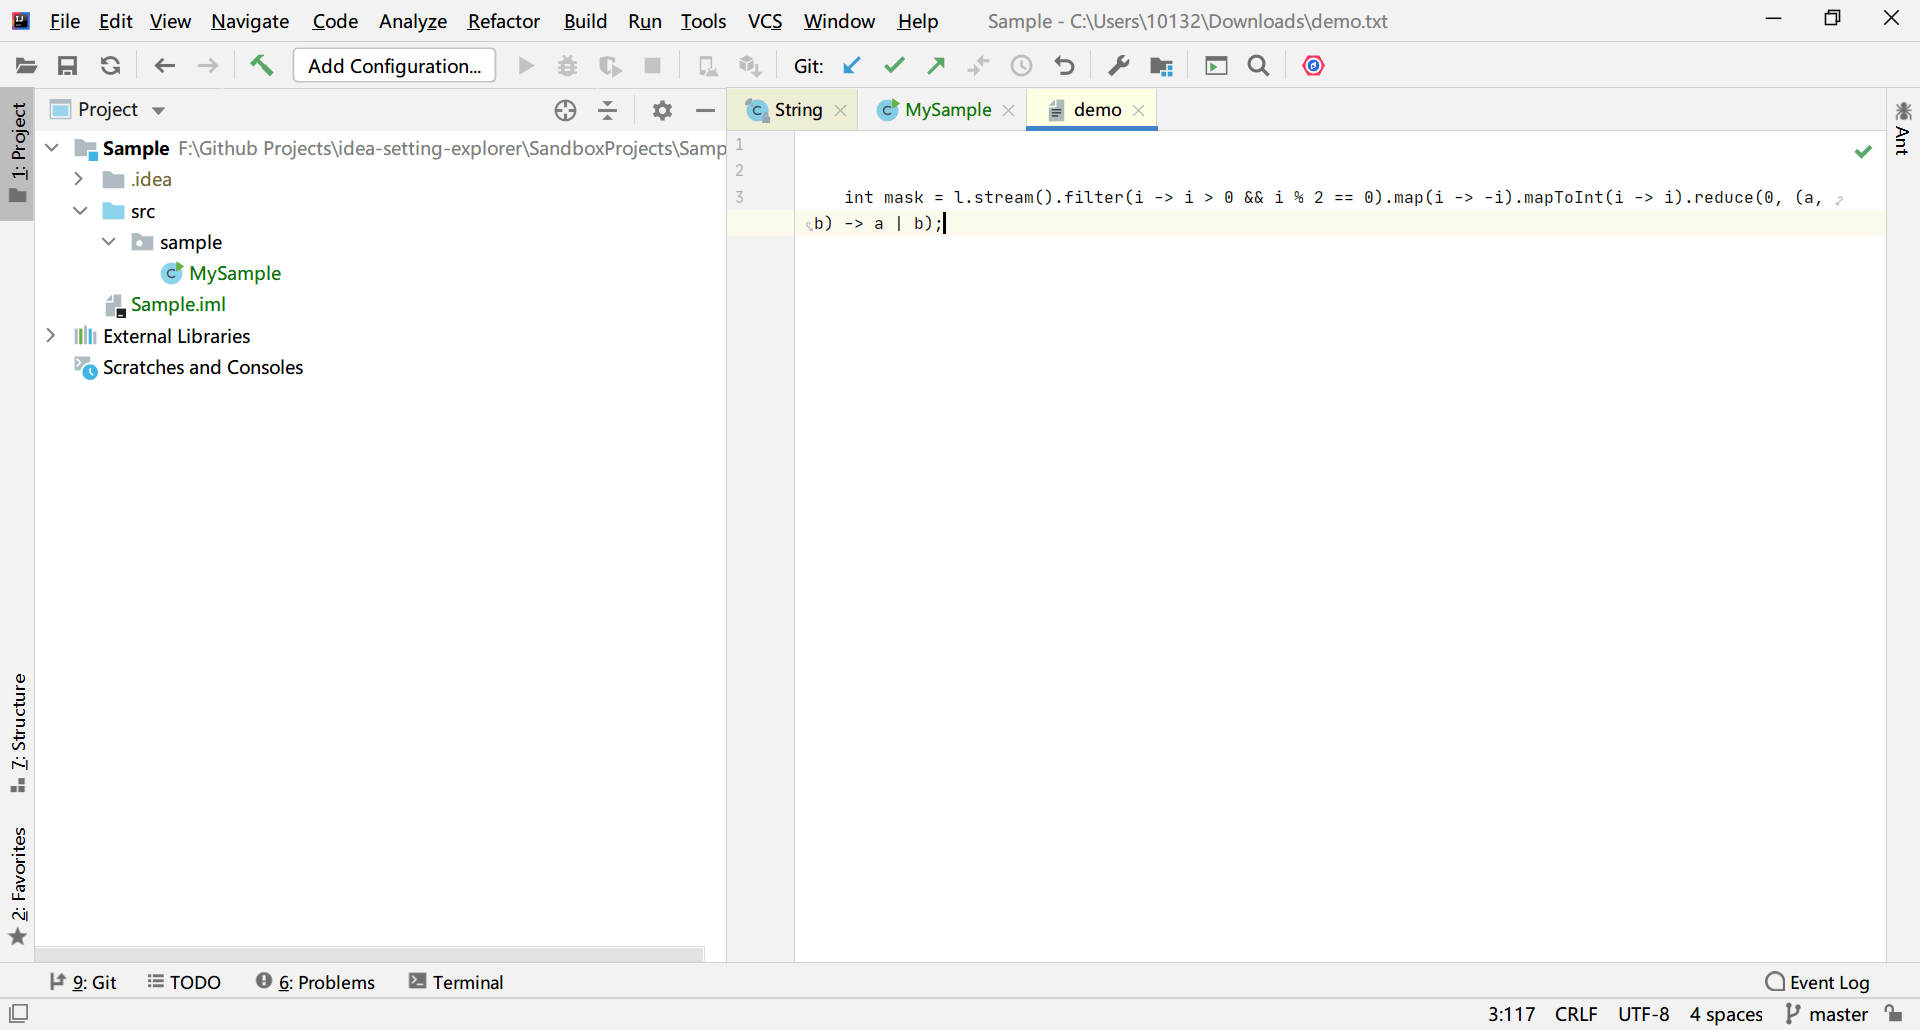 File Edit View Navigate Code Analyze Refactor Build Run Tools VCS Window Help Sample - C:\Users\10132\Downloads\demo.txt
Add Configuration... Git:
Project String MySample demo
1: Project
Sample F:\Github Projects\idea-setting-explorer\SandboxProjects\Samp
.idea
src
sample
MySample
Sample.iml
External Libraries
Scratches and Consoles
1
2
3 int mask = l.stream().filter(i -> i > 0 && i % 2 == 0).map(i -> -i).mapToInt(i -> i).reduce(0, (a,
b) -> a | b);
Ant
7: Structure
2: Favorites
9: Git TODO 6: Problems Terminal Event Log
3:117 CRLF UTF-8 4 spaces master